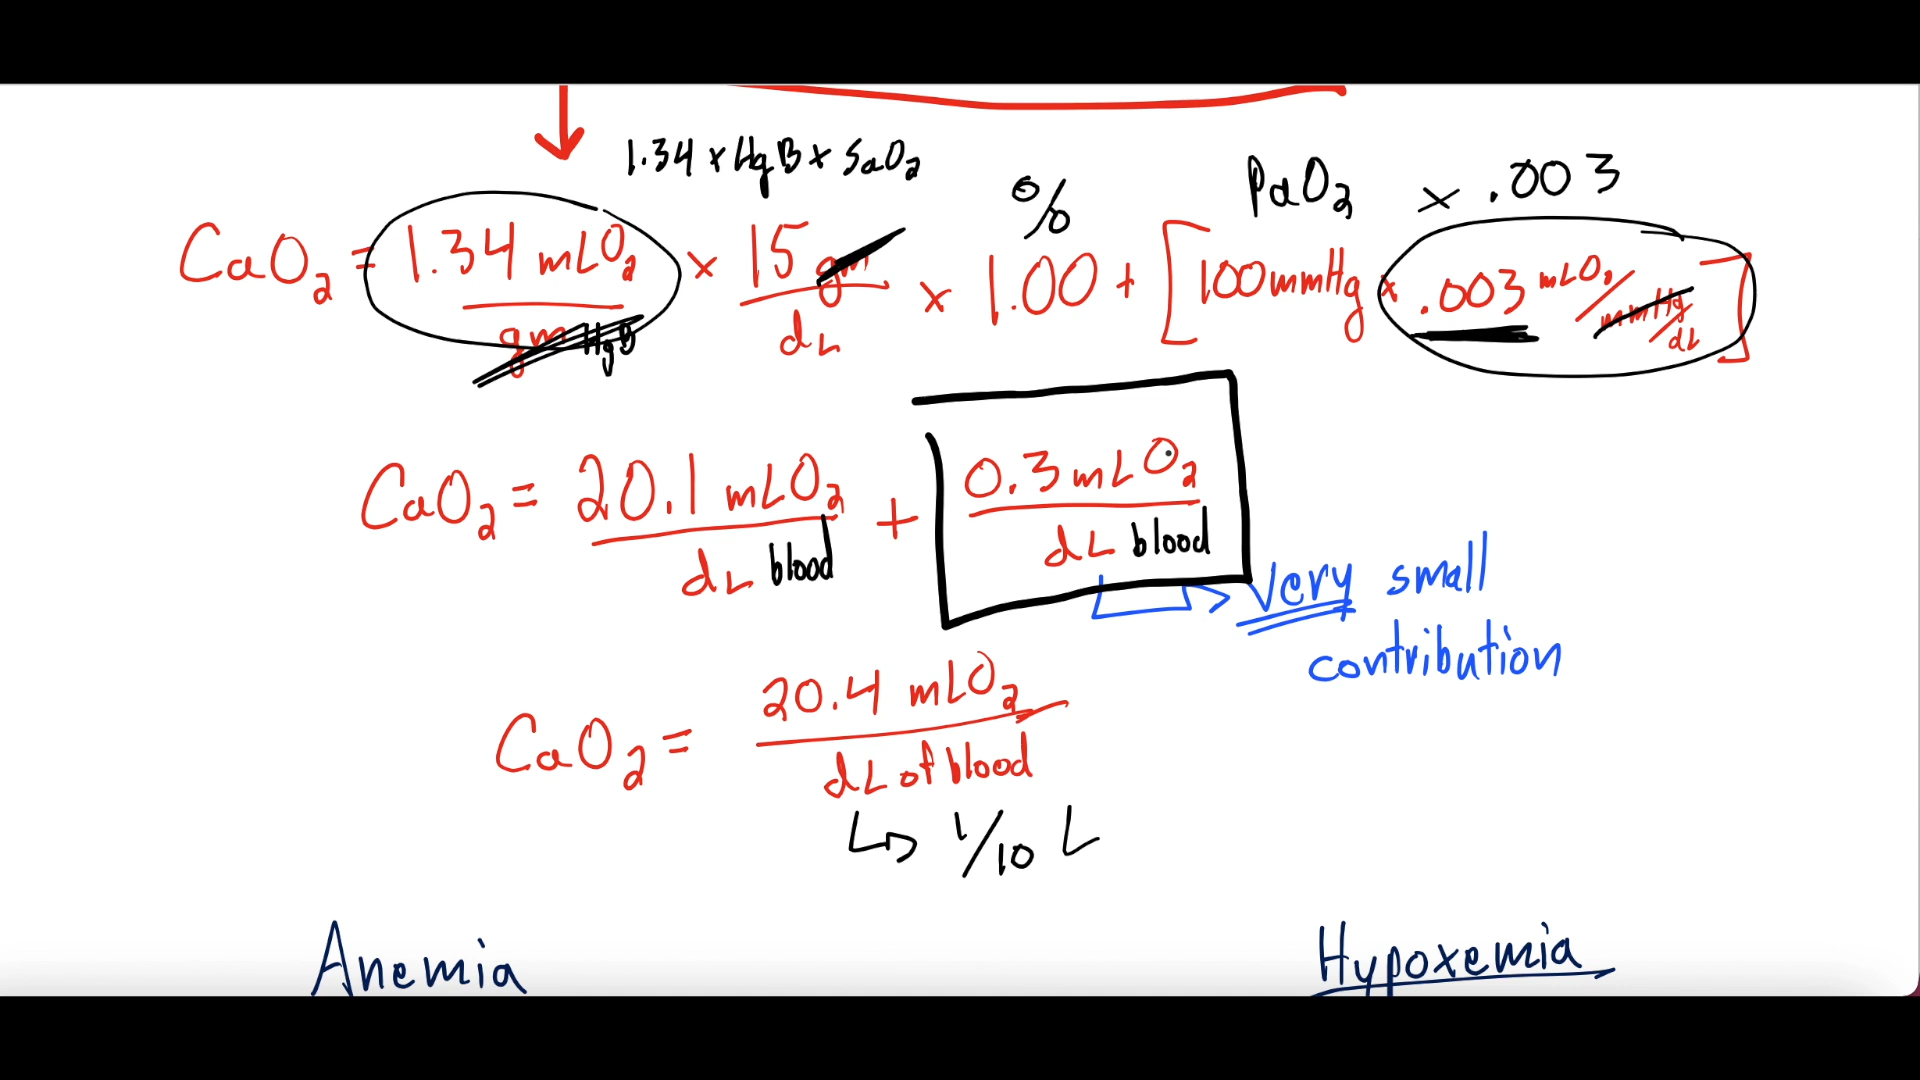 1.34 x HgB x SaO₂
% PaO₂ x .003
CaO₂ = 1.34 mLO₂ / gm HgB x 15 gm / dL x 1.00 + [100mmHg x .003 mLO₂ / mmHg / dL]
CaO₂ = 20.1 mLO₂ / dL blood + 0.3 mLO₂ / dL blood
Very small
contribution
CaO₂ = 20.4 mLO₂ / dL of blood
↳ 1/10 L
Anemia Hypoxemia